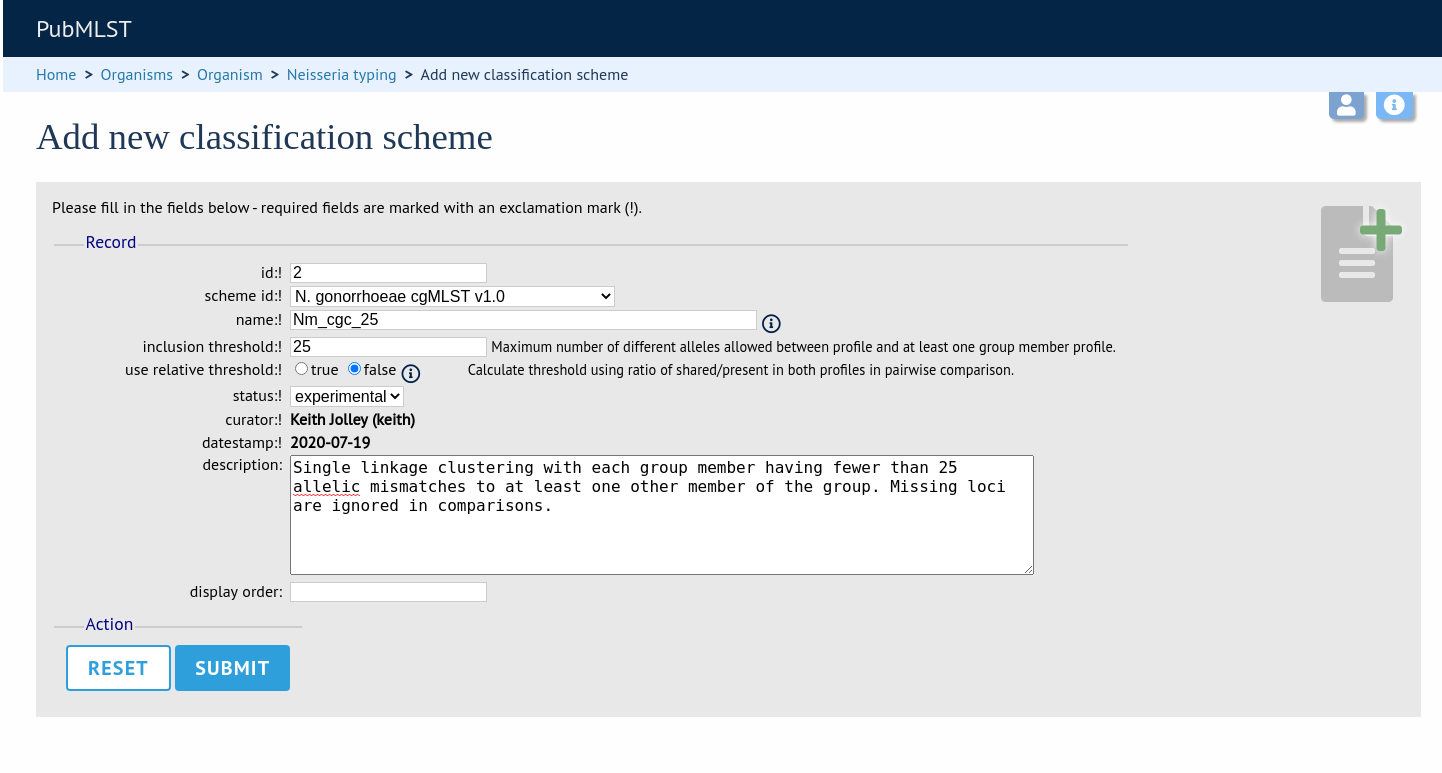 PubMLST
Home > Organisms > Organism > Neisseria typing > Add new classification scheme
Add new classification scheme
Please fill in the fields below - required fields are marked with an exclamation mark (!).
Record
id:! 2
scheme id:! N. gonorrhoeae cgMLST v1.0
name:! Nm_cgc_25
inclusion threshold:! 25 Maximum number of different alleles allowed between profile and at least one group member profile.
use relative threshold:! true false Calculate threshold using ratio of shared/present in both profiles in pairwise comparison.
status:! experimental
curator:! Keith Jolley (keith)
datestamp:! 2020-07-19
description: Single linkage clustering with each group member having fewer than 25
allelic mismatches to at least one other member of the group. Missing loci
are ignored in comparisons.
display order:
Action
RESET SUBMIT